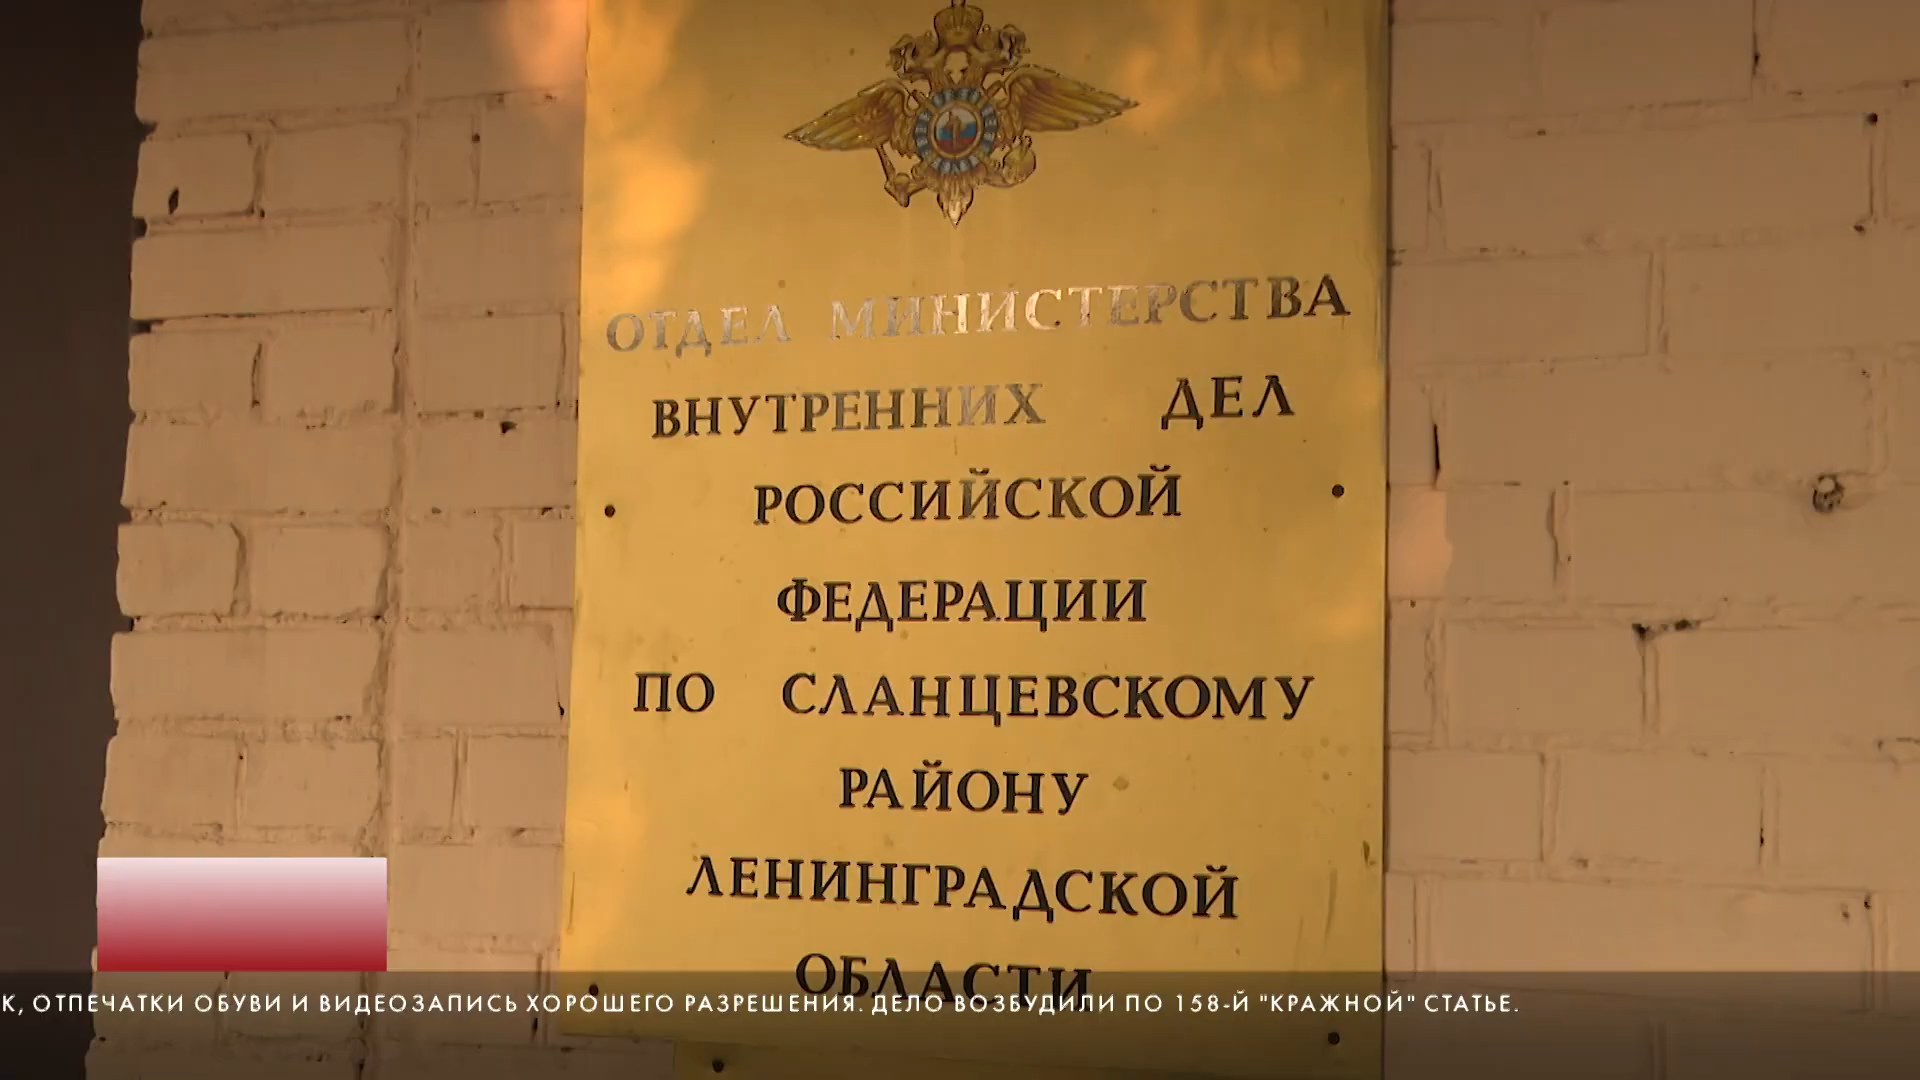 ОТДЕЛ МИНИСТЕРСТВА
ВНУТРЕННИХ ДЕЛ
РОССИЙСКОЙ
ФЕДЕРАЦИИ
ПО СЛАНЦЕВСКОМУ
РАЙОНУ
ЛЕНИНГРАДСКОЙ
ОБЛАСТИ
К, ОТПЕЧАТКИ ОБУВИ И ВИДЕОЗАПИСЬ ХОРОШЕГО РАЗРЕШЕНИЯ. ДЕЛО ВОЗБУДИЛИ ПО 158-Й "КРАЖНОЙ" СТАТЬЕ.